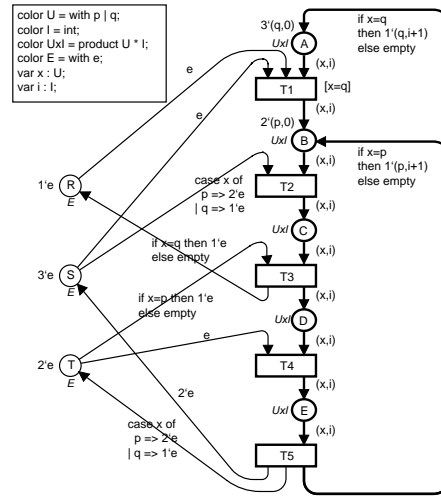 color U = with p | q;
color I = int;
color UxI = product U * I;
color E = with e;
var x : U;
var i : I;
3‘(q,0)
UxI
A
if x=q
then 1‘(q,i+1)
else empty
(x,i)
e
T1
[x=q]
e
2‘(p,0)
UxI
B
if x=p
then 1‘(p,i+1)
else empty
(x,i)
case x of
p => 2‘e
| q => 1‘e
1‘e
R
E
T2
(x,i)
UxI
C
if x=q then 1‘e
else empty
(x,i)
3‘e
S
E
T3
if x=p then 1‘e
else empty
(x,i)
UxI
D
e
(x,i)
2‘e
T
E
T4
(x,i)
2‘e
UxI
E
case x of
p => 2‘e
| q => 1‘e
(x,i)
T5